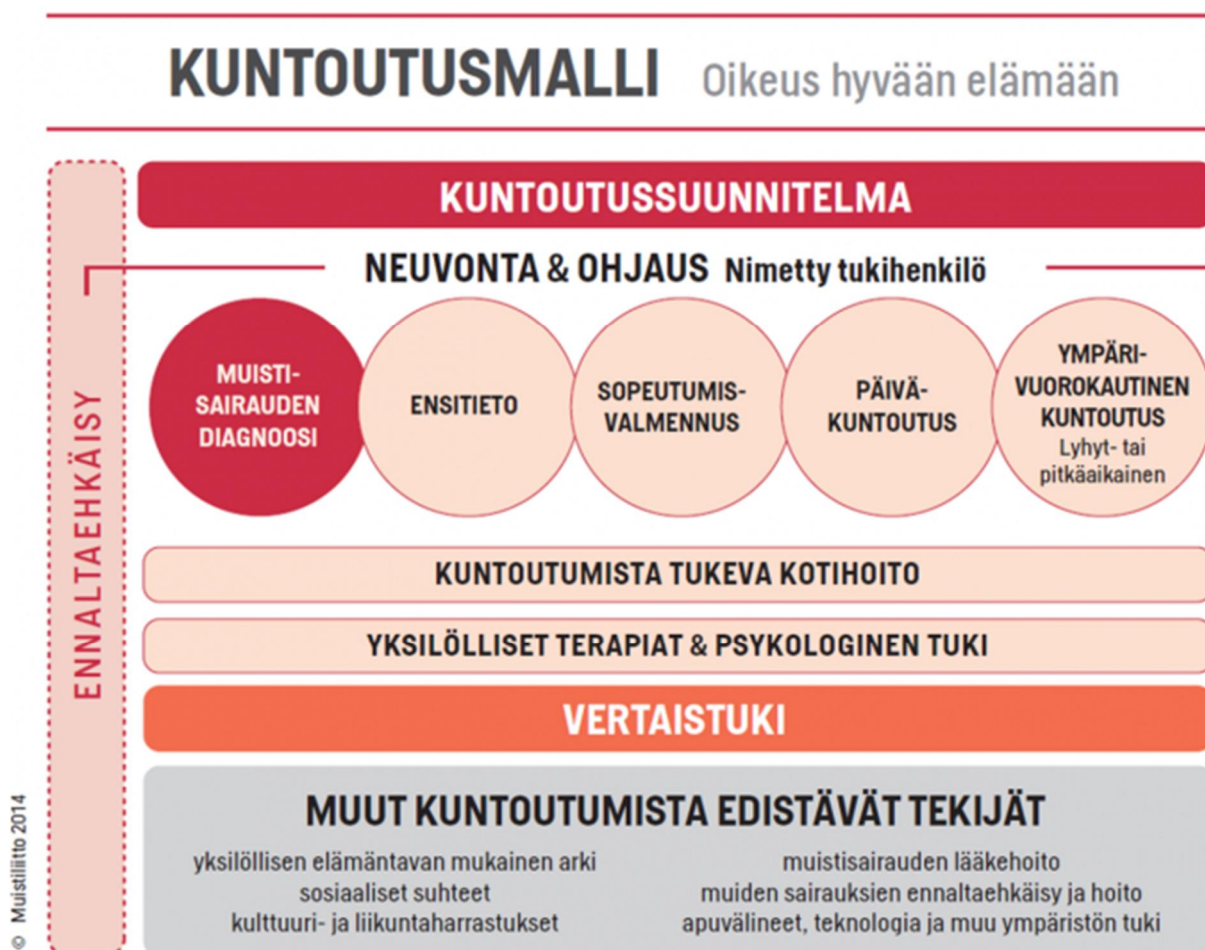 KUNTOUTUSMALLI Oikeus hyvään elämään
KUNTOUTUSSUUNNITELMA
NEUVONTA & OHJAUS Nimetty tukihenkilö
ENNALTAEHKÄISY
MUISTI-
SAIRAUDEN
DIAGNOOSI
ENSITIETO
SOPEUTUMIS-
VALMENNUS
PÄIVÄ-
KUNTOUTUS
YMPÄRI-
VUOROKAUTINEN
KUNTOUTUS
Lyhyt- tai
pitkäaikainen
KUNTOUTUMISTA TUKEVA KOTIHOITO
YKSILÖLLISET TERAPIAT & PSYKOLOGINEN TUKI
VERTAISTUKI
MUUT KUNTOUTUMISTA EDISTÄVÄT TEKIJÄT
yksilöllisen elämäntavan mukainen arki
sosiaaliset suhteet
kulttuuri- ja liikuntaharrastukset
muistisairauden lääkehoito
muiden sairauksien ennaltaehkäisy ja hoito
apuvälineet, teknologia ja muu ympäristön tuki
© Muistiliitto 2014